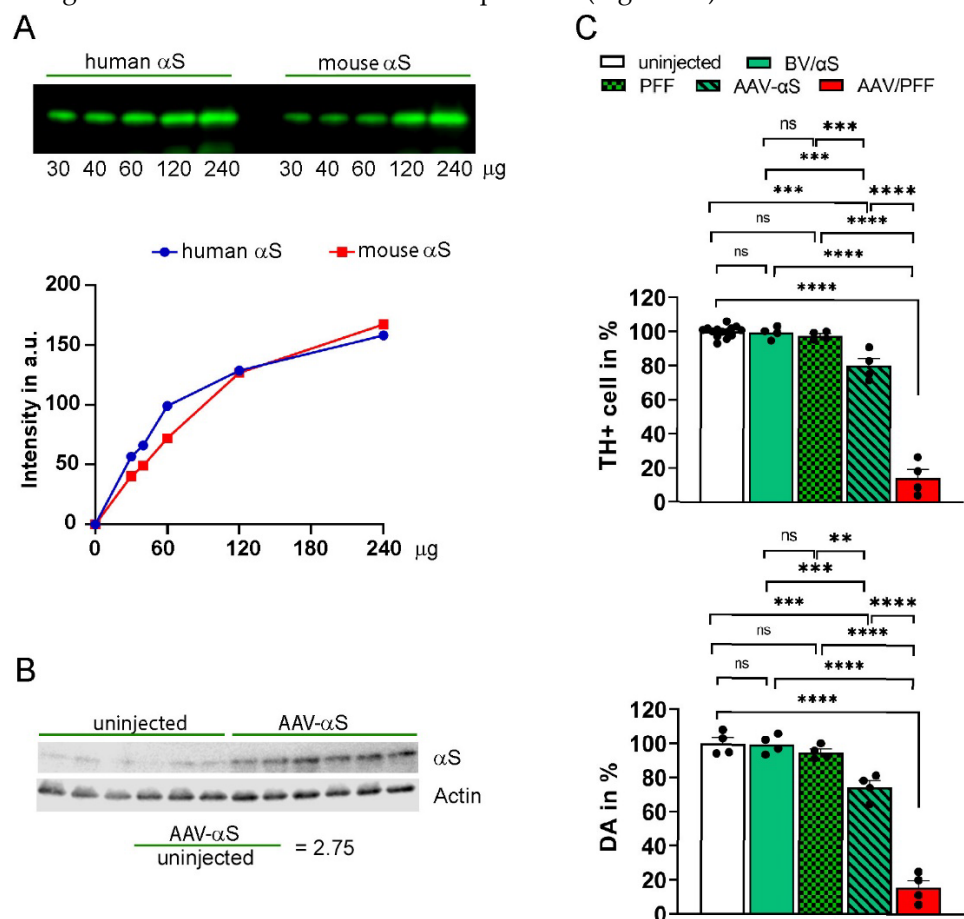 A
human αS mouse αS
30 40 60 120 240 30 40 60 120 240 µg
human αS mouse αS
200
150
100
50
0
Intensity in a.u.
0 60 120 180 240 µg
B
uninjected AAV-αS
αS
Actin
AAV-αS
uninjected
= 2.75
C
uninjected BV/αS
PFF AAV-αS AAV/PFF
ns ***
***
*** ****
ns ****
ns ****
****
120
100
80
60
40
20
0
TH+ cell in %
ns **
***
*** ****
ns ****
ns ****
****
120
100
80
60
40
20
0
DA in %